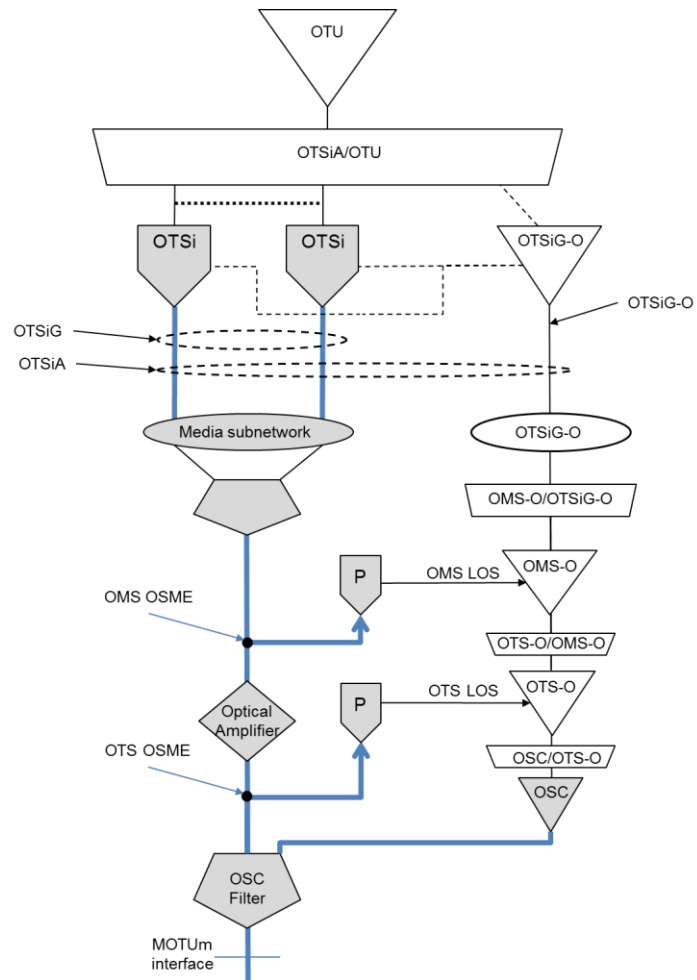 OTU
OTSiA/OTU
OTSi
OTSi
OTSiG-O
OTSiG-O
OTSiG
OTSiA
Media subnetwork
OTSiG-O
OMS-O/OTSiG-O
P
OMS LOS
OMS-O
OMS OSME
OTS-O/OMS-O
P
OTS LOS
OTS-O
Optical
Amplifier
OTS OSME
OSC/OTS-O
OSC
OSC
Filter
MOTUm
interface